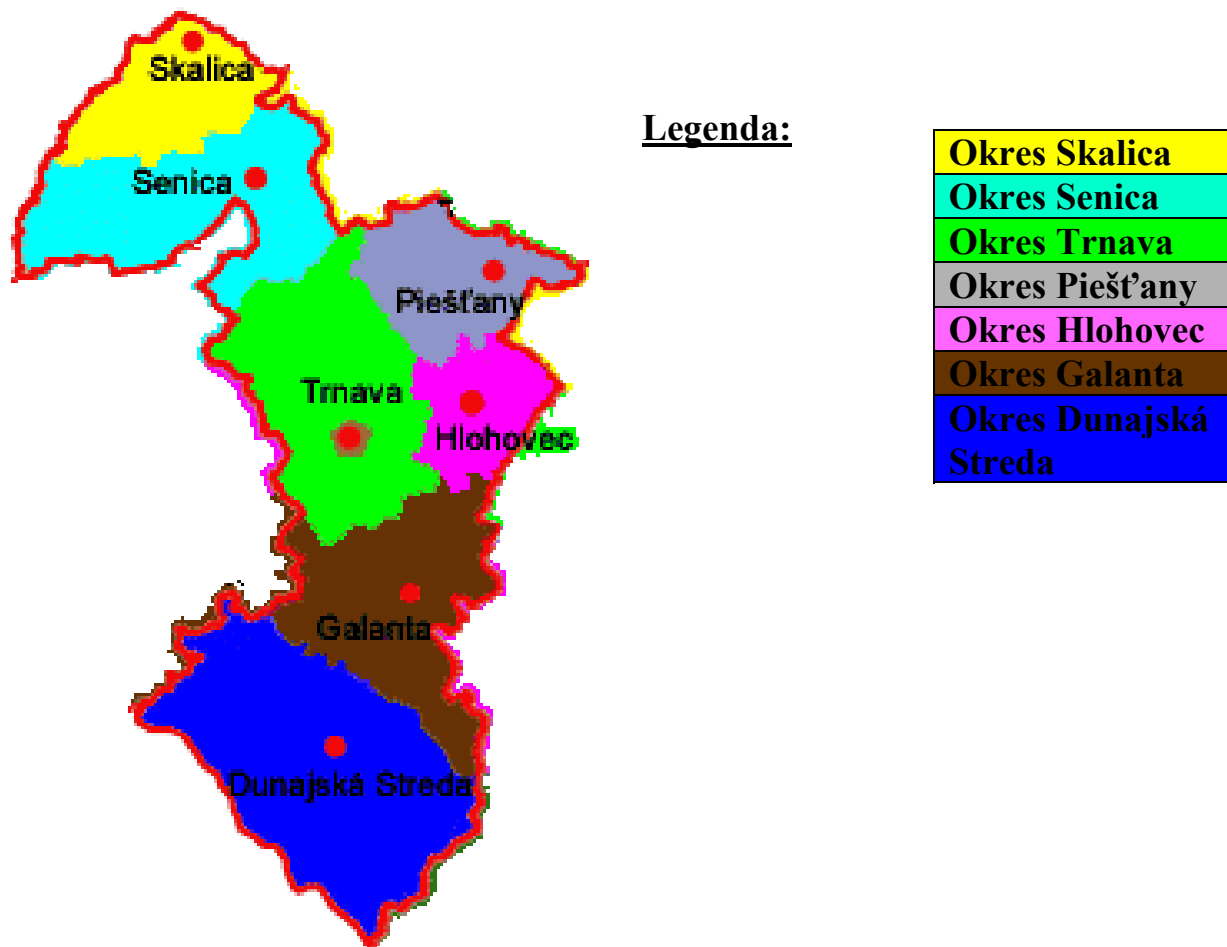 Skalica
Senica
Piešťany
Trnava
Hlohovec
Galanta
Dunajská Streda
Legenda:
Okres Skalica
Okres Senica
Okres Trnava
Okres Piešťany
Okres Hlohovec
Okres Galanta
Okres Dunajská
Streda